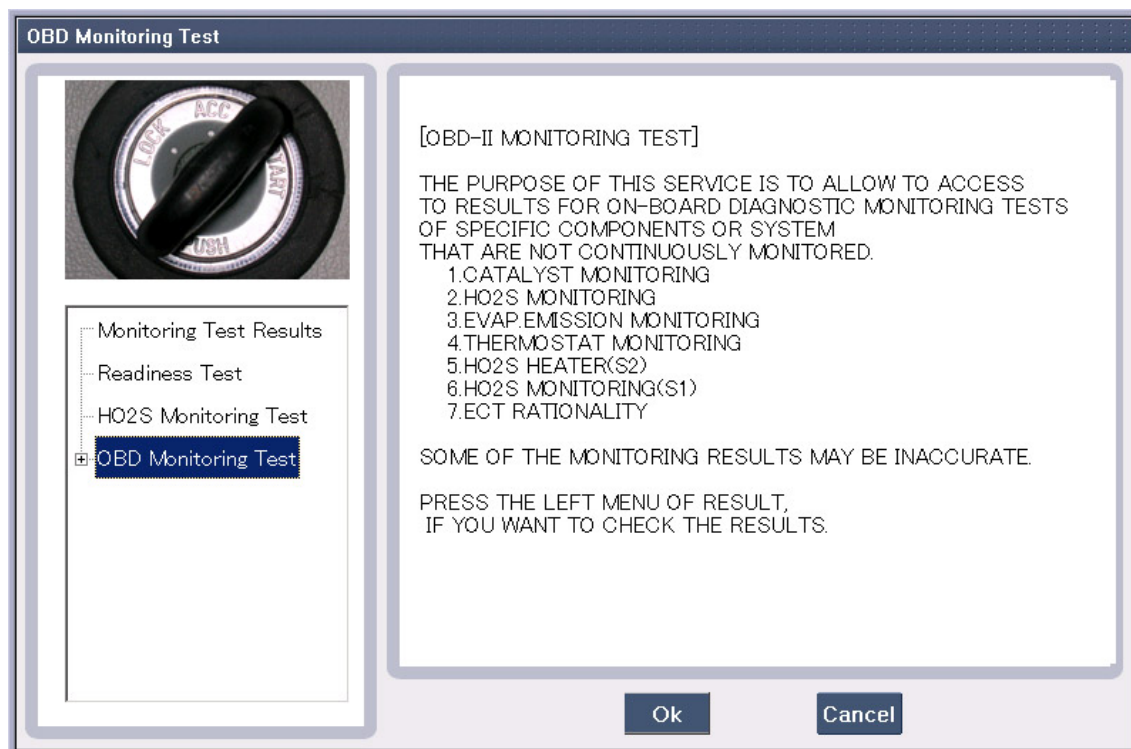 OBD Monitoring Test
ACC
LOCK
START
PUSH
Monitoring Test Results
Readiness Test
HO2S Monitoring Test
OBD Monitoring Test
[OBD-II MONITORING TEST]
THE PURPOSE OF THIS SERVICE IS TO ALLOW TO ACCESS
TO RESULTS FOR ON-BOARD DIAGNOSTIC MONITORING TESTS
OF SPECIFIC COMPONENTS OR SYSTEM
THAT ARE NOT CONTINUOUSLY MONITORED.
1.CATALYST MONITORING
2.HO2S MONITORING
3.EVAP.EMISSION MONITORING
4.THERMOSTAT MONITORING
5.HO2S HEATER(S2)
6.HO2S MONITORING(S1)
7.ECT RATIONALITY
SOME OF THE MONITORING RESULTS MAY BE INACCURATE.
PRESS THE LEFT MENU OF RESULT,
IF YOU WANT TO CHECK THE RESULTS.
Ok
Cancel